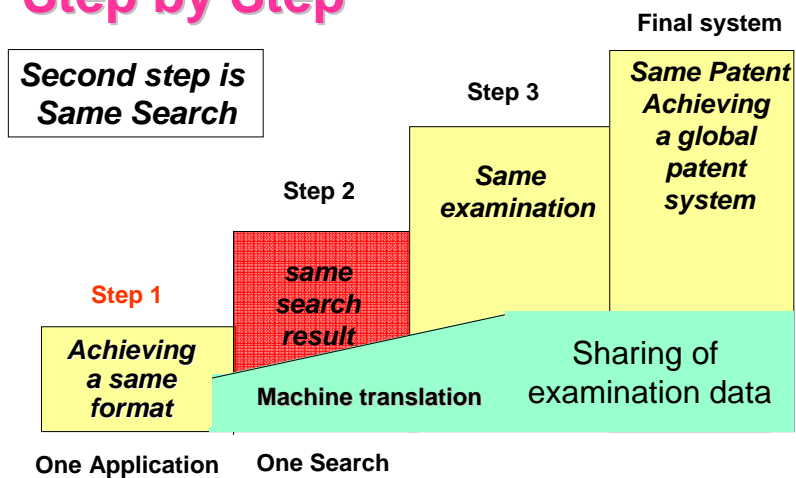 Step by Step
Second step is
Same Search
Step 1
Achieving
a same
format
One Application
Step 2
same
search
result
One Search
Step 3
Same
examination
Final system
Same Patent
Achieving
a global
patent
system
Machine translation
Sharing of
examination data